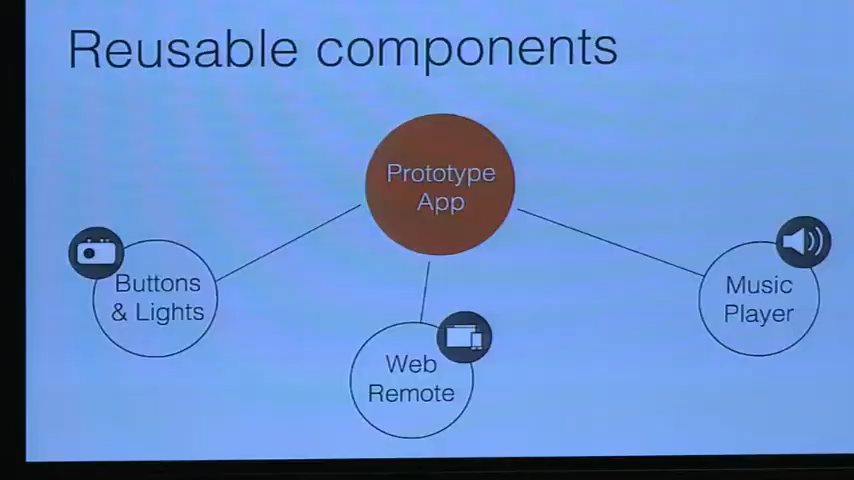 Reusable components
Prototype
App
Buttons
& Lights
Web
Remote
Music
Player